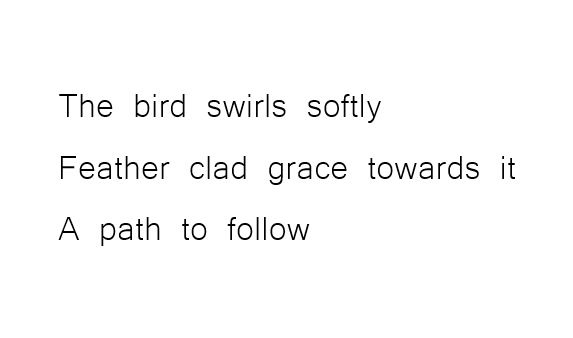 The bird swirls softly
Feather clad grace towards it
A path to follow